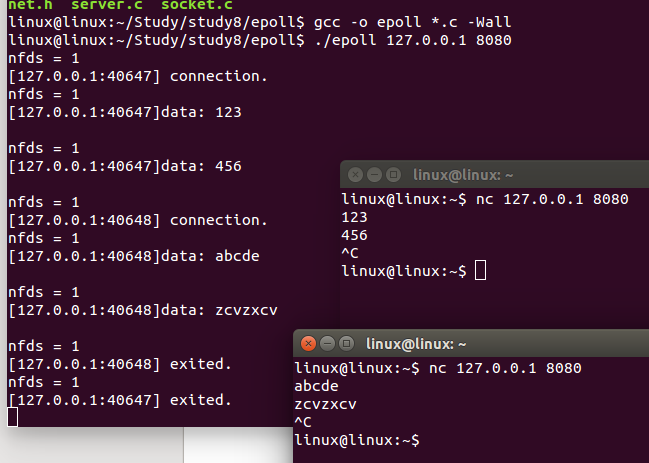 net.h  server.c  socket.c
linux@linux:~/Study/study8/epoll$ gcc -o epoll *.c -Wall
linux@linux:~/Study/study8/epoll$ ./epoll 127.0.0.1 8080
nfds = 1
[127.0.0.1:40647] connection.
nfds = 1
[127.0.0.1:40647]data: 123
nfds = 1
[127.0.0.1:40647]data: 456
nfds = 1
[127.0.0.1:40648] connection.
nfds = 1
[127.0.0.1:40648]data: abcde
nfds = 1
[127.0.0.1:40648]data: zcvzxcv
nfds = 1
[127.0.0.1:40648] exited.
nfds = 1
[127.0.0.1:40647] exited.
linux@linux: ~
linux@linux:~$ nc 127.0.0.1 8080
123
456
^C
linux@linux:~$
linux@linux: ~
linux@linux:~$ nc 127.0.0.1 8080
abcde
zcvzxcv
^C
linux@linux:~$